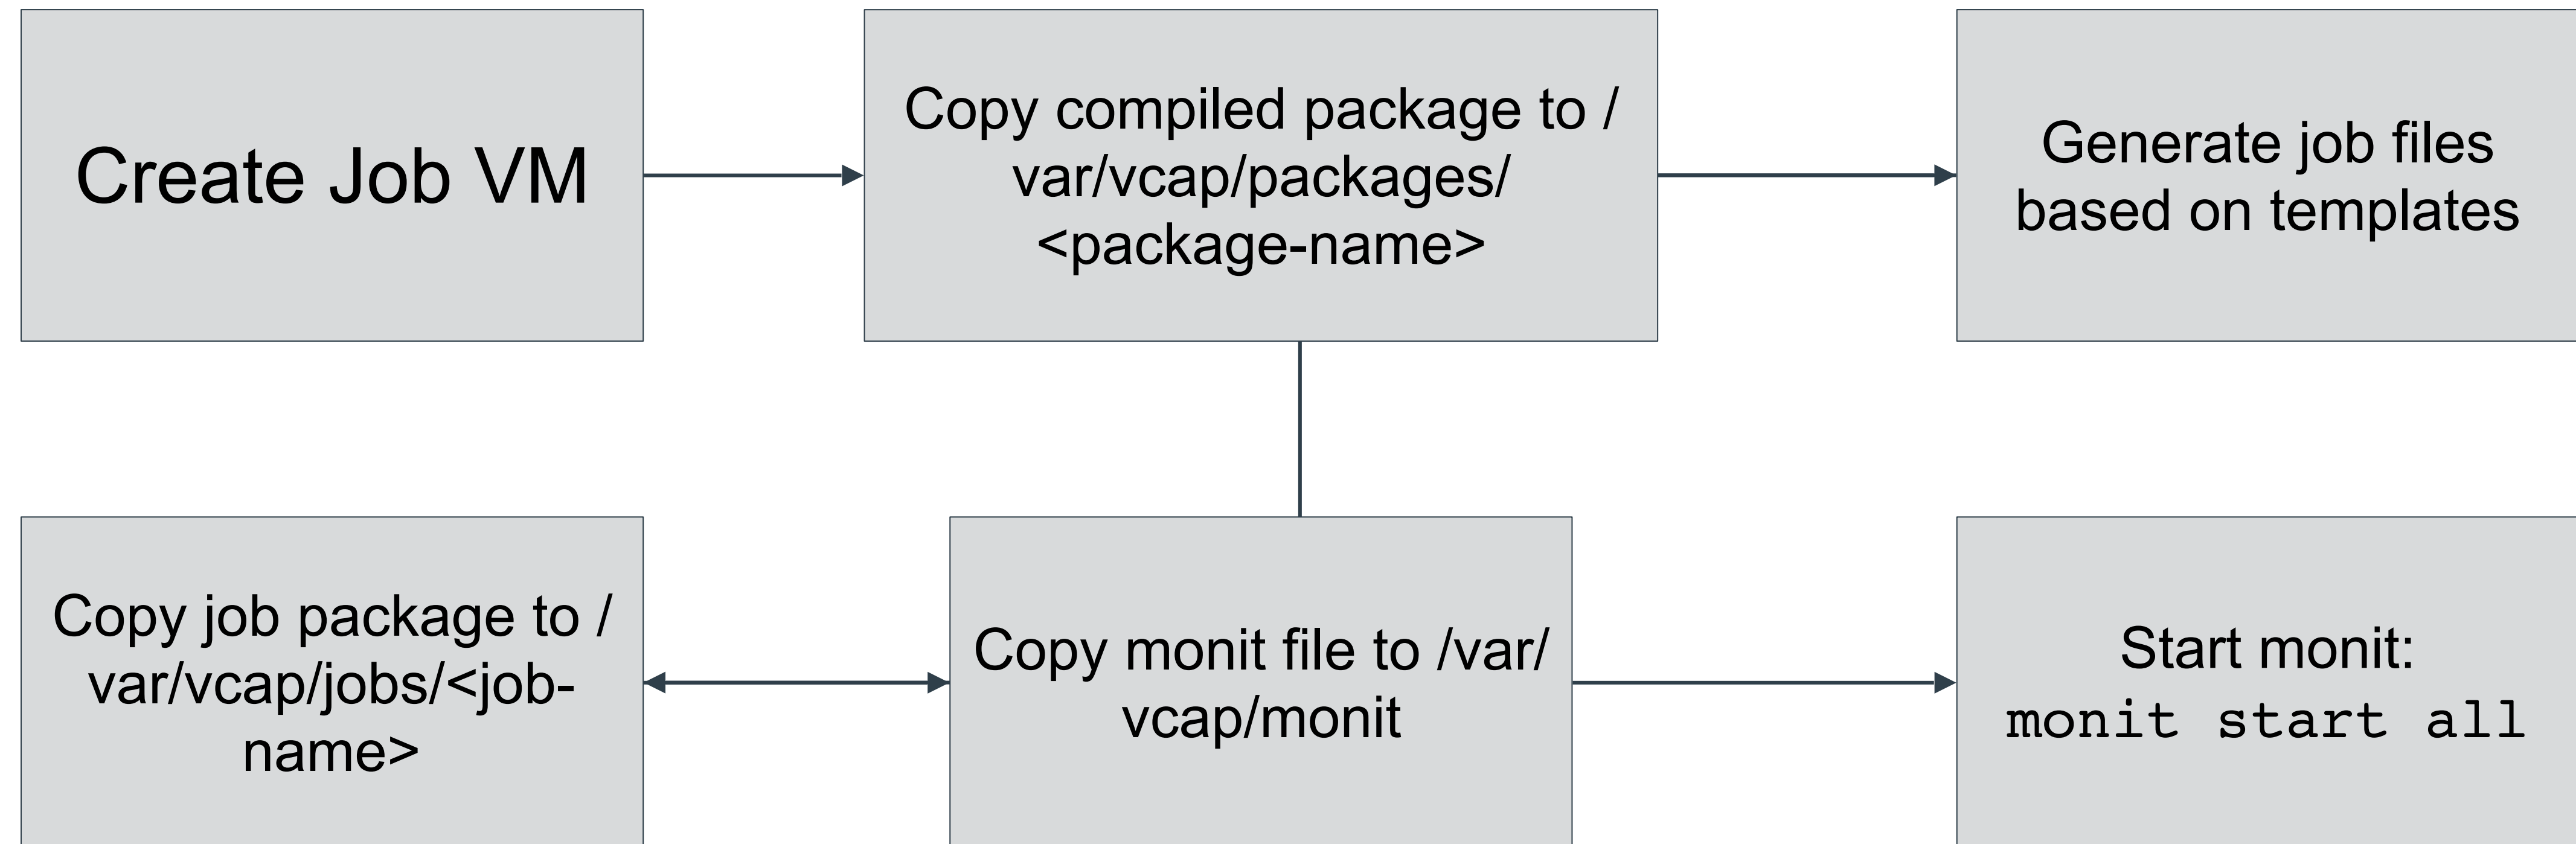 Create Job VM
Copy compiled package to /
var/vcap/packages/
<package-name>
Generate job files
based on templates
Copy job package to /
var/vcap/jobs/<job-
name>
Copy monit file to /var/
vcap/monit
Start monit:
monit start all